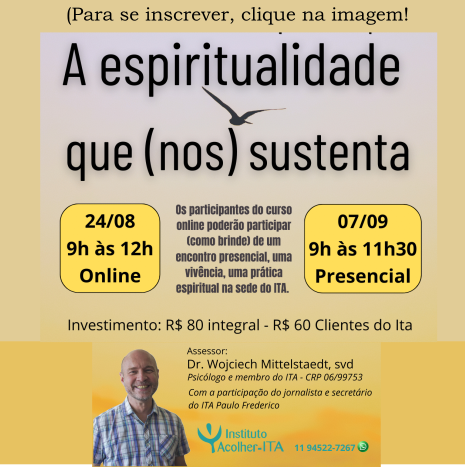 (Para se inscrever, clique na imagem!
A espiritualidade
que (nos) sustenta
24/08
9h às 12h
Online
Os participantes do curso
online poderão participar
(como brinde) de um
encontro presencial, uma
vivência, uma prática
espiritual na sede do ITA.
07/09
9h às 11h30
Presencial
Investimento: R$ 80 integral - R$ 60 Clientes do Ita
Assessor:
Dr. Wojciech Mittelstaedt, svd
Psicólogo e membro do ITA - CRP 06/99753
Com a participação do jornalista e secretário
do ITA Paulo Frederico
Instituto
Acolher-ITA
11 94522-7267